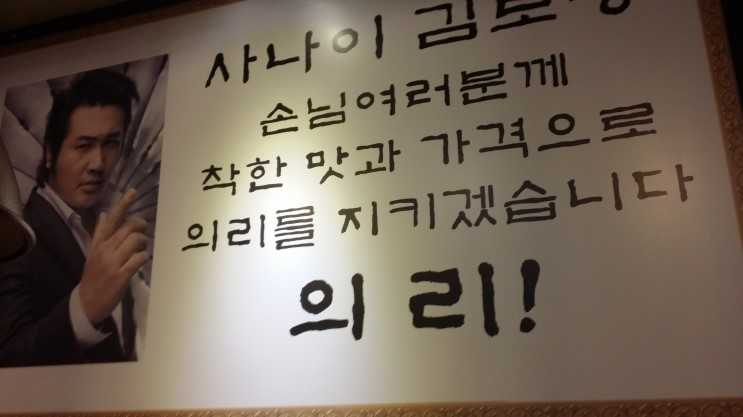 사나이
손님여러분께
착한 맛과 가격으로
의리를 지키겠습니다
의리!